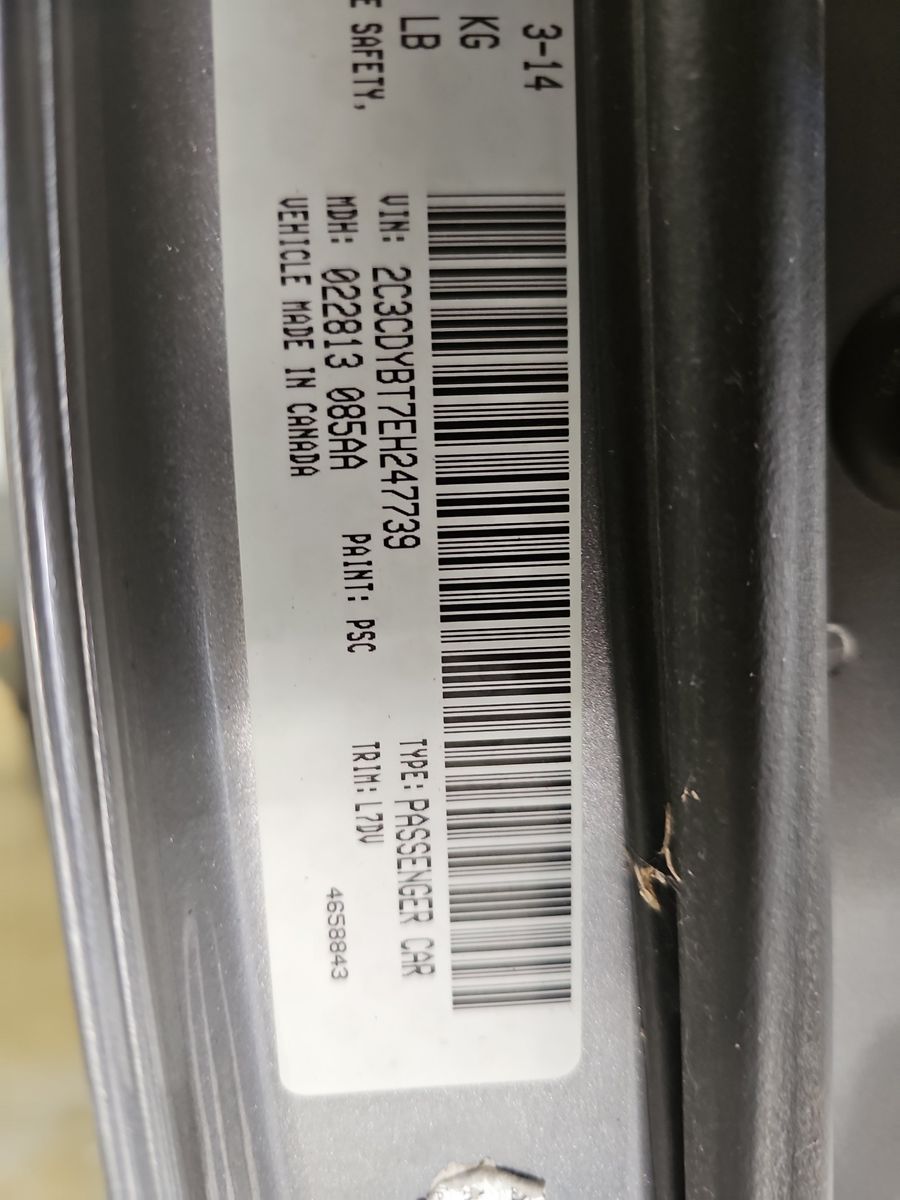 3-14
KG
LB
E SAFETY,
VIN: 2C3CDYBT7EH247739
TYPE: PASSENGER CAR
MDH: 022813 085AA
PAINT: PSC
TRIM: L7DV
VEHICLE MADE IN CANADA
4658843